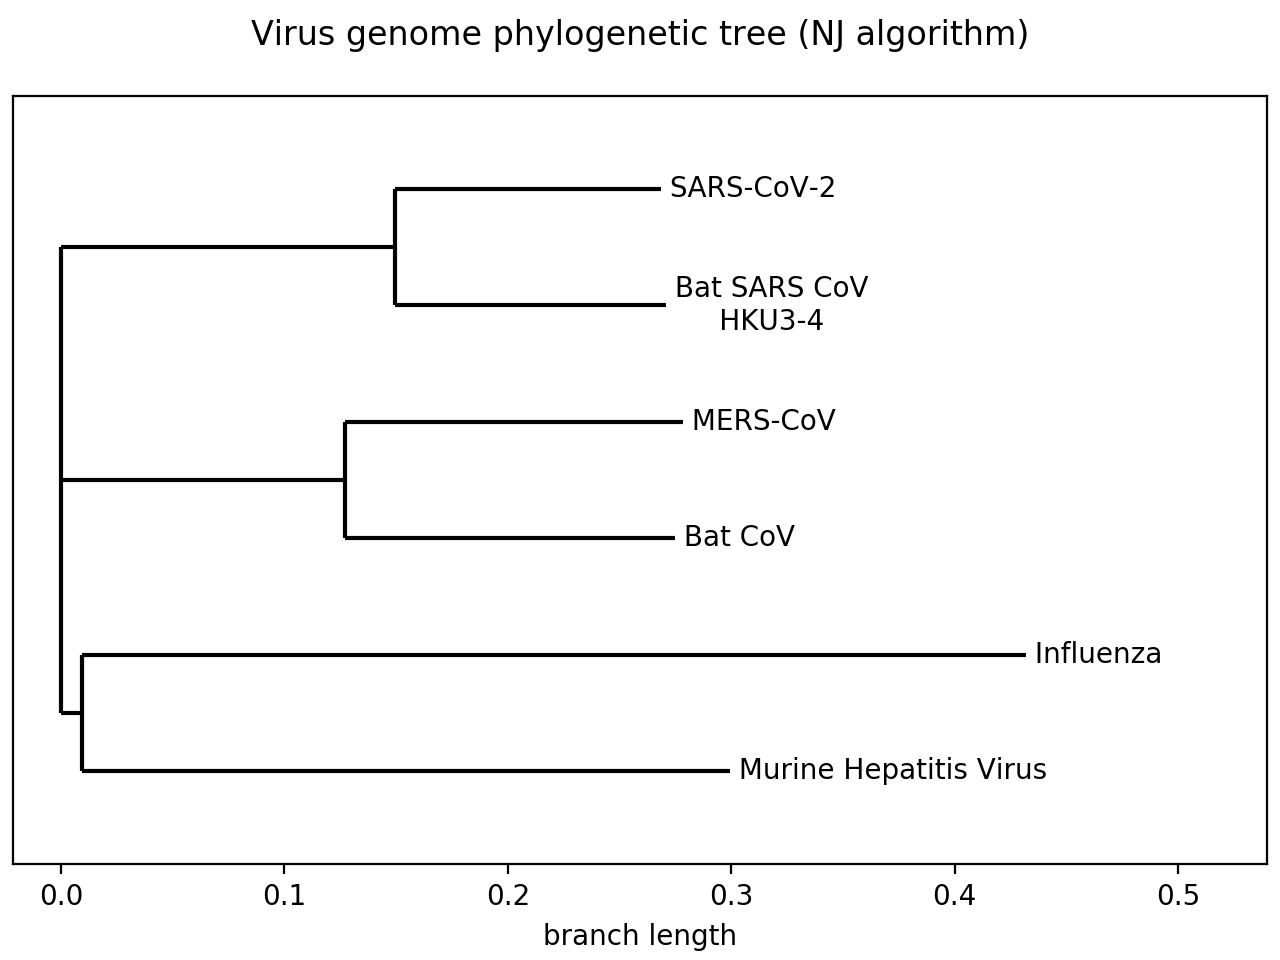 Virus genome phylogenetic tree (NJ algorithm)
SARS-CoV-2
Bat SARS CoV
HKU3-4
MERS-CoV
Bat CoV
Influenza
Murine Hepatitis Virus
0.0 0.1 0.2 0.3 0.4 0.5
branch length